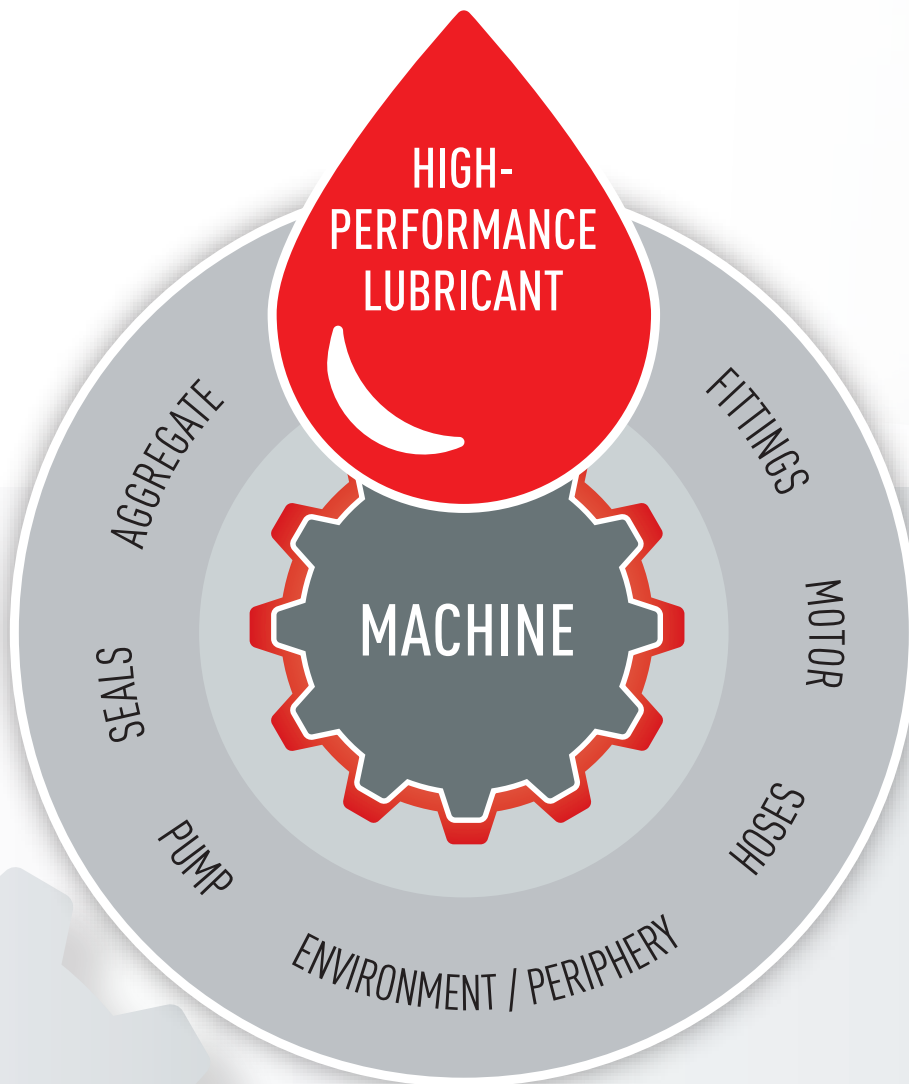 HIGH-
PERFORMANCE
LUBRICANT
MACHINE
AGGREGATE
FITTINGS
SEALS
MOTOR
PUMP
HOSES
ENVIRONMENT / PERIPHERY